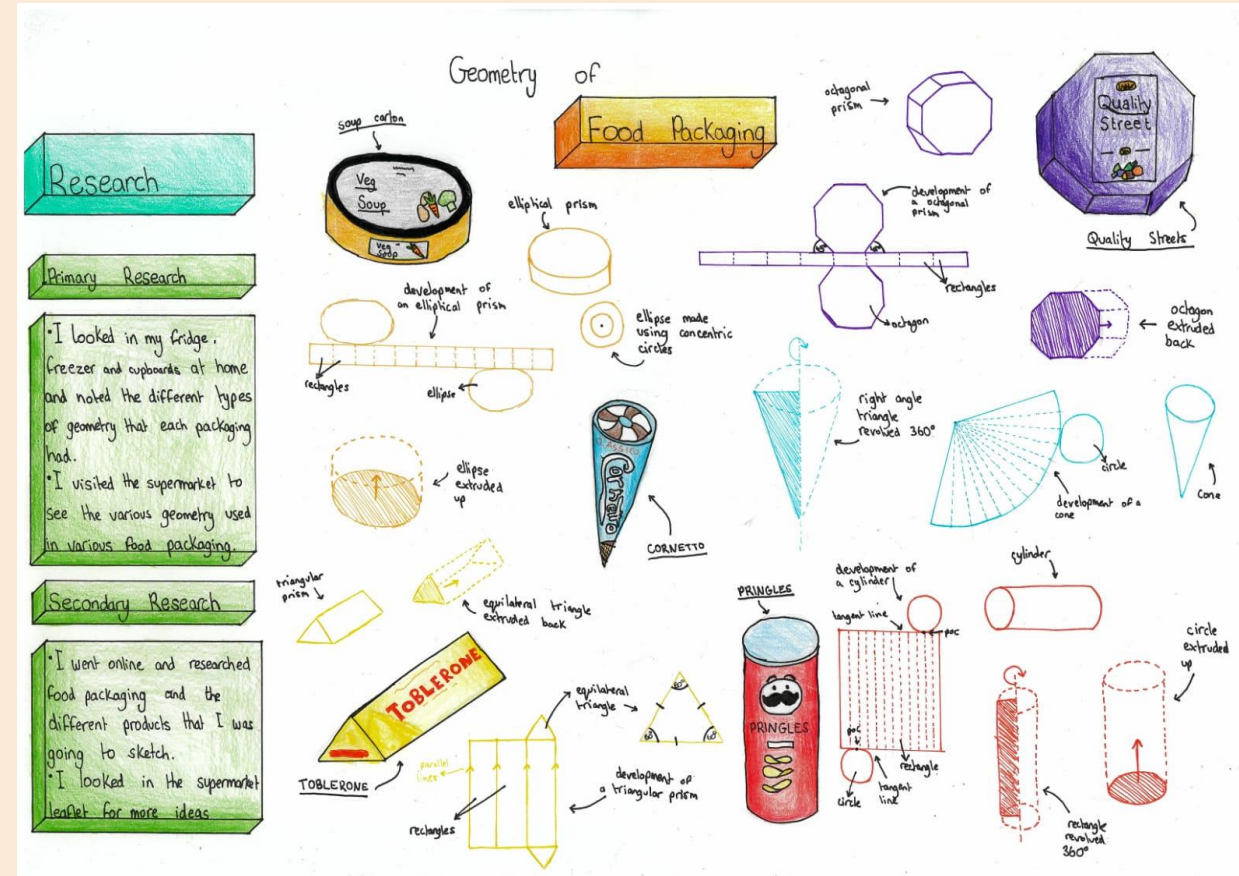 Geometry of
Food Packaging
Research
Primary Research
•I looked in my fridge,
freezer and cupboards at home
and noted the different types
of geometry that each packaging
had.
•I visited the supermarket to
see the various geometry used
in various food packaging.
Secondary Research
•I went online and researched
food packaging and the
different products that I was
going to sketch.
•I looked in the supermarket
leaflet for more ideas
soup carton
Veg
Soup
Veg
Soup
elliptical prism
development of
an elliptical prism
rectangles
ellipse
ellipse made
using concentric
circles
ellipse
extruded
up
octagonal
prism
Quality
Street
Quality Streets
development of
a octagonal
prism
45°
rectangles
octagon
octagon
extruded
back
CORNETTO
Cornetto
right angle
triangle
revolved 360°
circle
development of a
cone
Cone
triangular
prism
equilateral triangle
extruded back
TOBLERONE
TOBLERONE
parallel
lines
rectangles
equilateral
triangle
60°
60°
60°
development of
a triangular prism
PRINGLES
PRINGLES
development of
a cylinder
tangent line
poc
poc
circle
tangent
line
rectangle
cylinder
rectangle
revolved
360°
circle
extruded
up